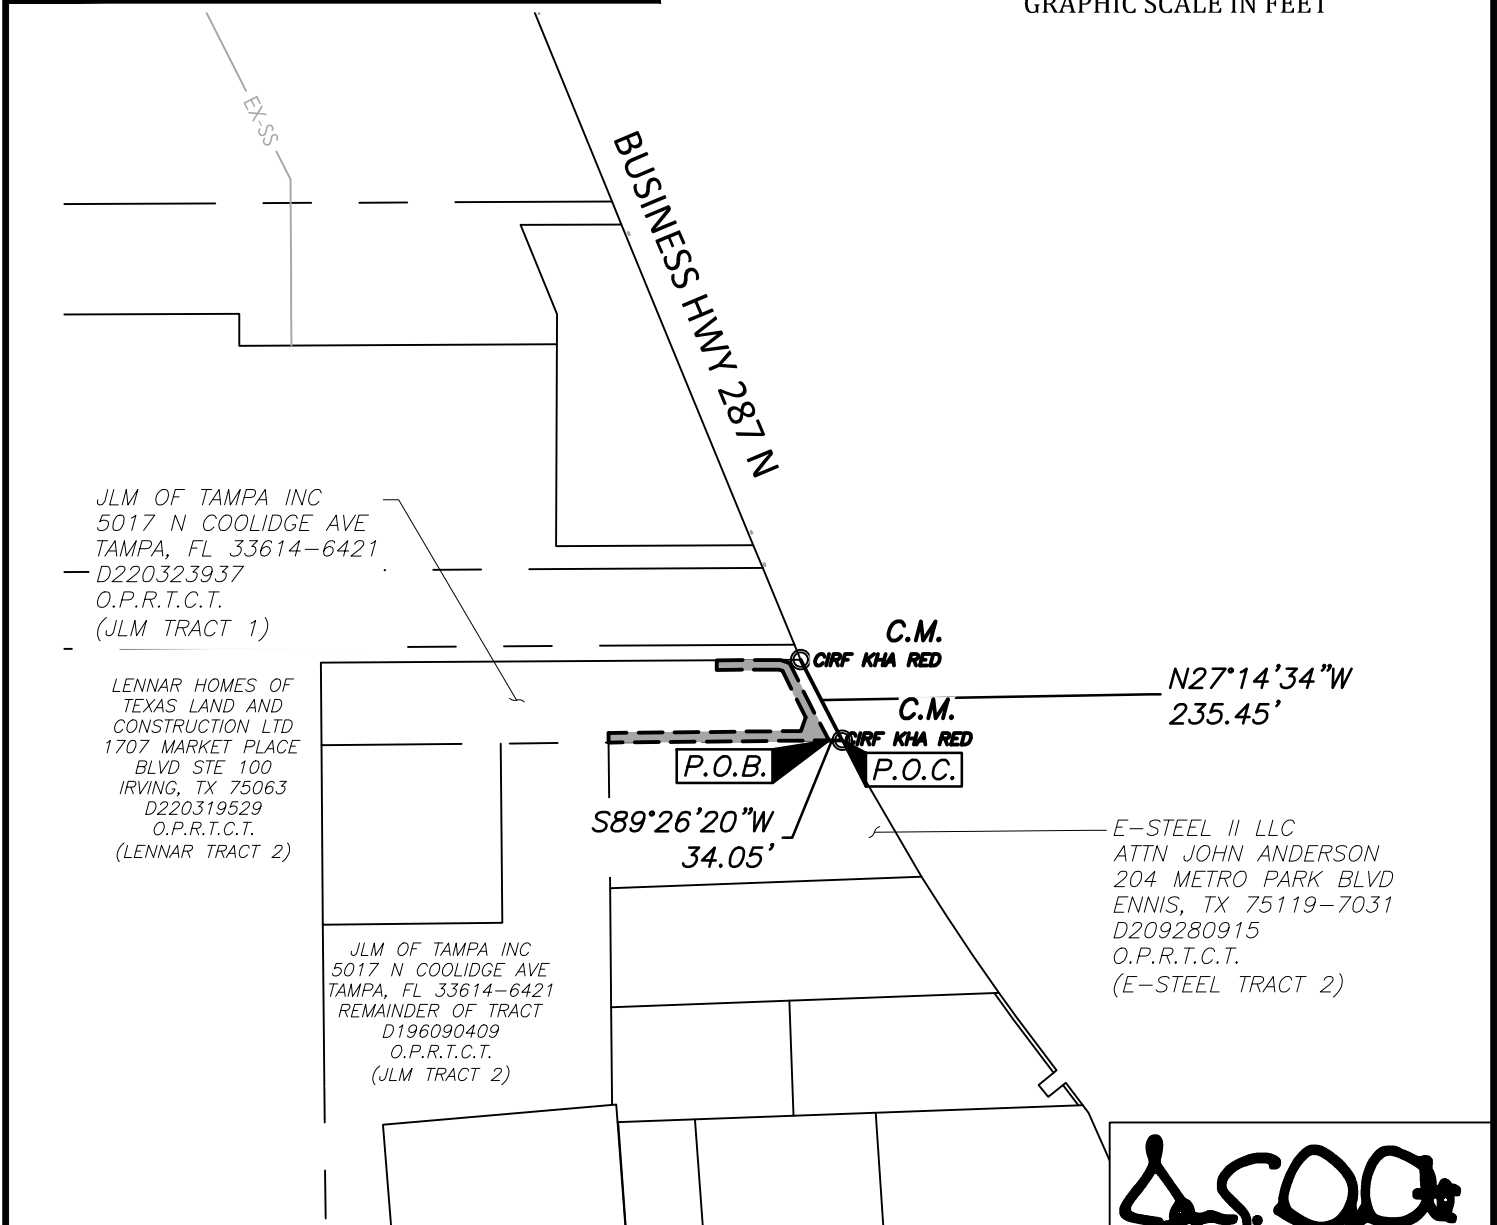 GRAPHIC SCALE IN FEET
EX-SS
BUSINESS HWY 287 N
JLM OF TAMPA INC
5017 N COOLIDGE AVE
TAMPA, FL 33614-6421
D220323937
O.P.R.T.C.T.
(JLM TRACT 1)
C.M.
CIRF KHA RED
N27°14'34"W
235.45'
C.M.
CIRF KHA RED
LENNAR HOMES OF
TEXAS LAND AND
CONSTRUCTION LTD
1707 MARKET PLACE
BLVD STE 100
IRVING, TX 75063
D220319529
O.P.R.T.C.T.
(LENNAR TRACT 2)
P.O.B.
P.O.C.
S89°26'20"W
34.05'
E-STEEL II LLC
ATTN JOHN ANDERSON
204 METRO PARK BLVD
ENNIS, TX 75119-7031
D209280915
O.P.R.T.C.T.
(E-STEEL TRACT 2)
JLM OF TAMPA INC
5017 N COOLIDGE AVE
TAMPA, FL 33614-6421
REMAINDER OF TRACT
D196090409
O.P.R.T.C.T.
(JLM TRACT 2)